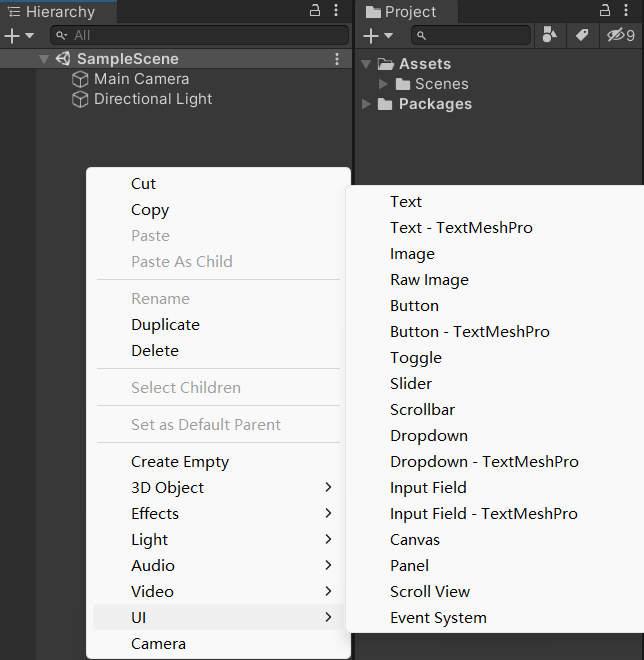 Hierarchy
All
SampleScene
Main Camera
Directional Light
Project
9
Assets
Scenes
Packages
Cut
Copy
Paste
Paste As Child
Rename
Duplicate
Delete
Select Children
Set as Default Parent
Create Empty
3D Object
Effects
Light
Audio
Video
UI
Camera
Text
Text - TextMeshPro
Image
Raw Image
Button
Button - TextMeshPro
Toggle
Slider
Scrollbar
Dropdown
Dropdown - TextMeshPro
Input Field
Input Field - TextMeshPro
Canvas
Panel
Scroll View
Event System